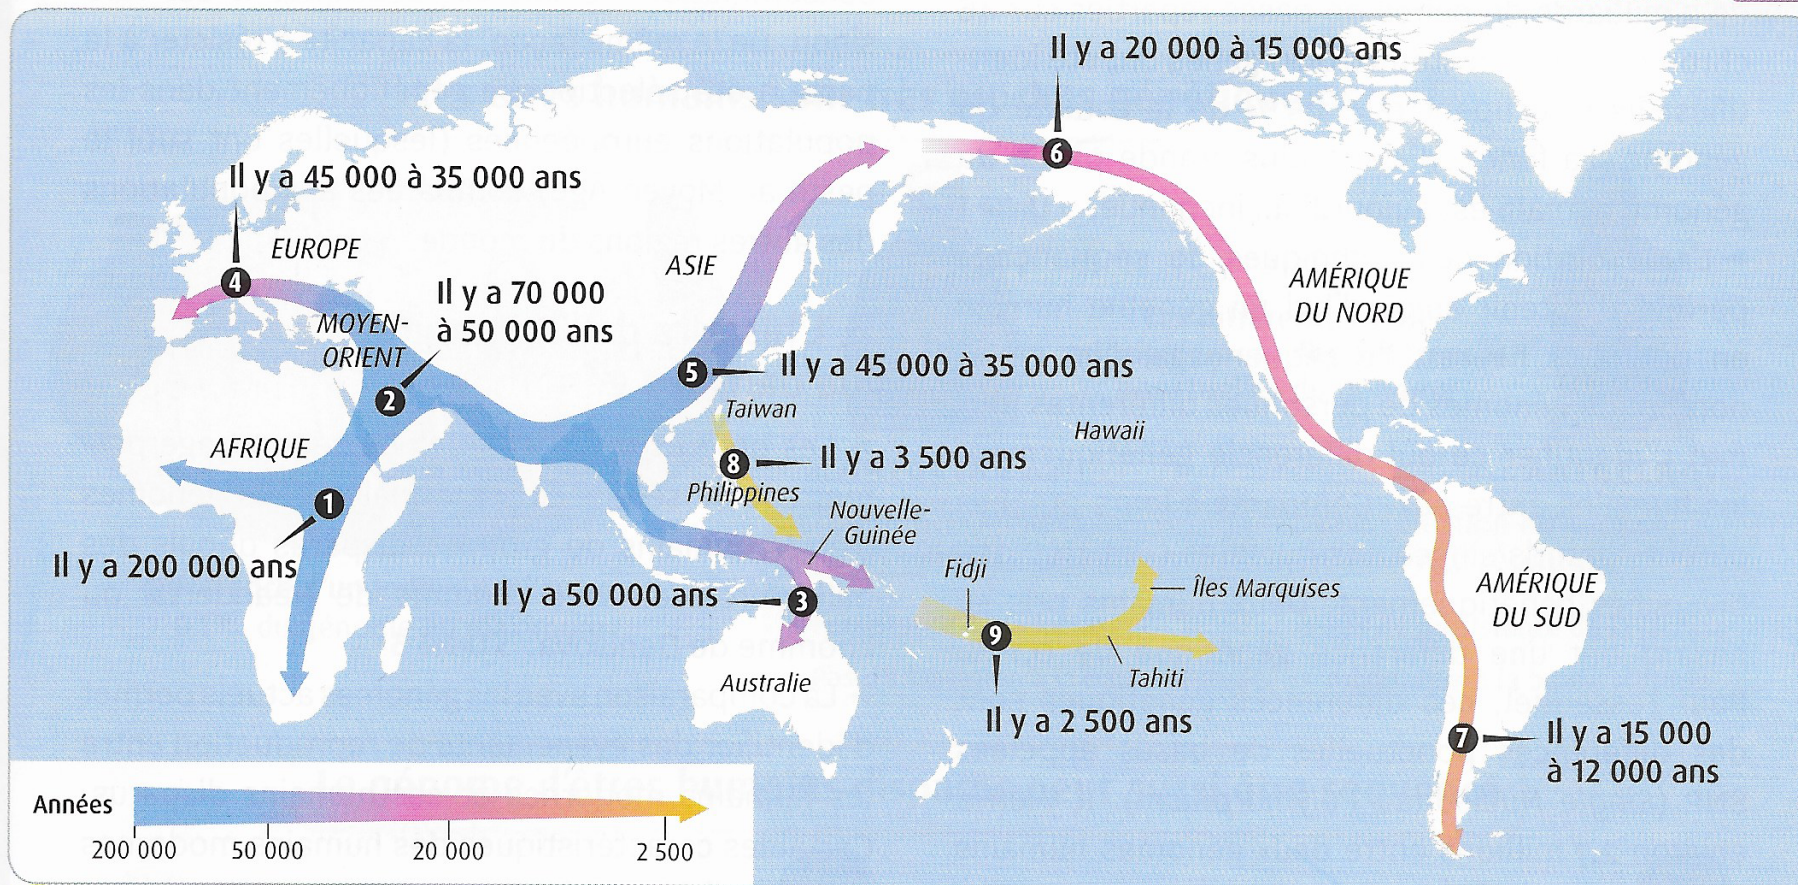 Il y a 20 000 à 15 000 ans
6
Il y a 45 000 à 35 000 ans
4
EUROPE
ASIE
Il y a 70 000
à 50 000 ans
MOYEN-
ORIENT
2
AMÉRIQUE
DU NORD
5
Il y a 45 000 à 35 000 ans
Taiwan
Hawaii
AFRIQUE
8
Il y a 3 500 ans
Philippines
1
Nouvelle-
Guinée
Il y a 200 000 ans
Fidji
Îles Marquises
AMÉRIQUE
DU SUD
Il y a 50 000 ans
3
9
Tahiti
Australie
Il y a 2 500 ans
7
Il y a 15 000
à 12 000 ans
Années
200 000
50 000
20 000
2 500